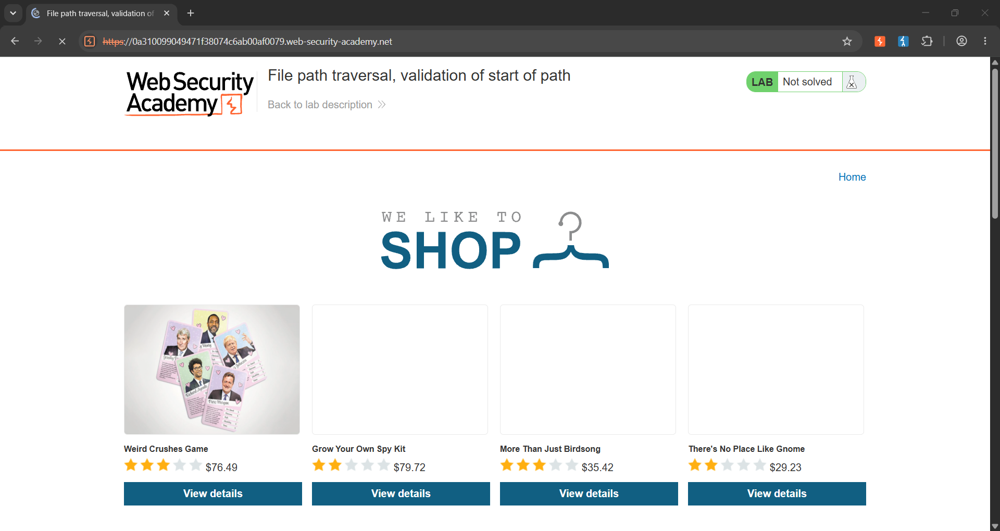 File path traversal, validation of
https://0a310099049471f38074c6ab00af0079.web-security-academy.net
Web Security
Academy
File path traversal, validation of start of path
Back to lab description
LAB Not solved
Home
WE LIKE TO
SHOP
Weird Crushes Game
$76.49
View details
Grow Your Own Spy Kit
$79.72
View details
More Than Just Birdsong
$35.42
View details
There's No Place Like Gnome
$29.23
View details